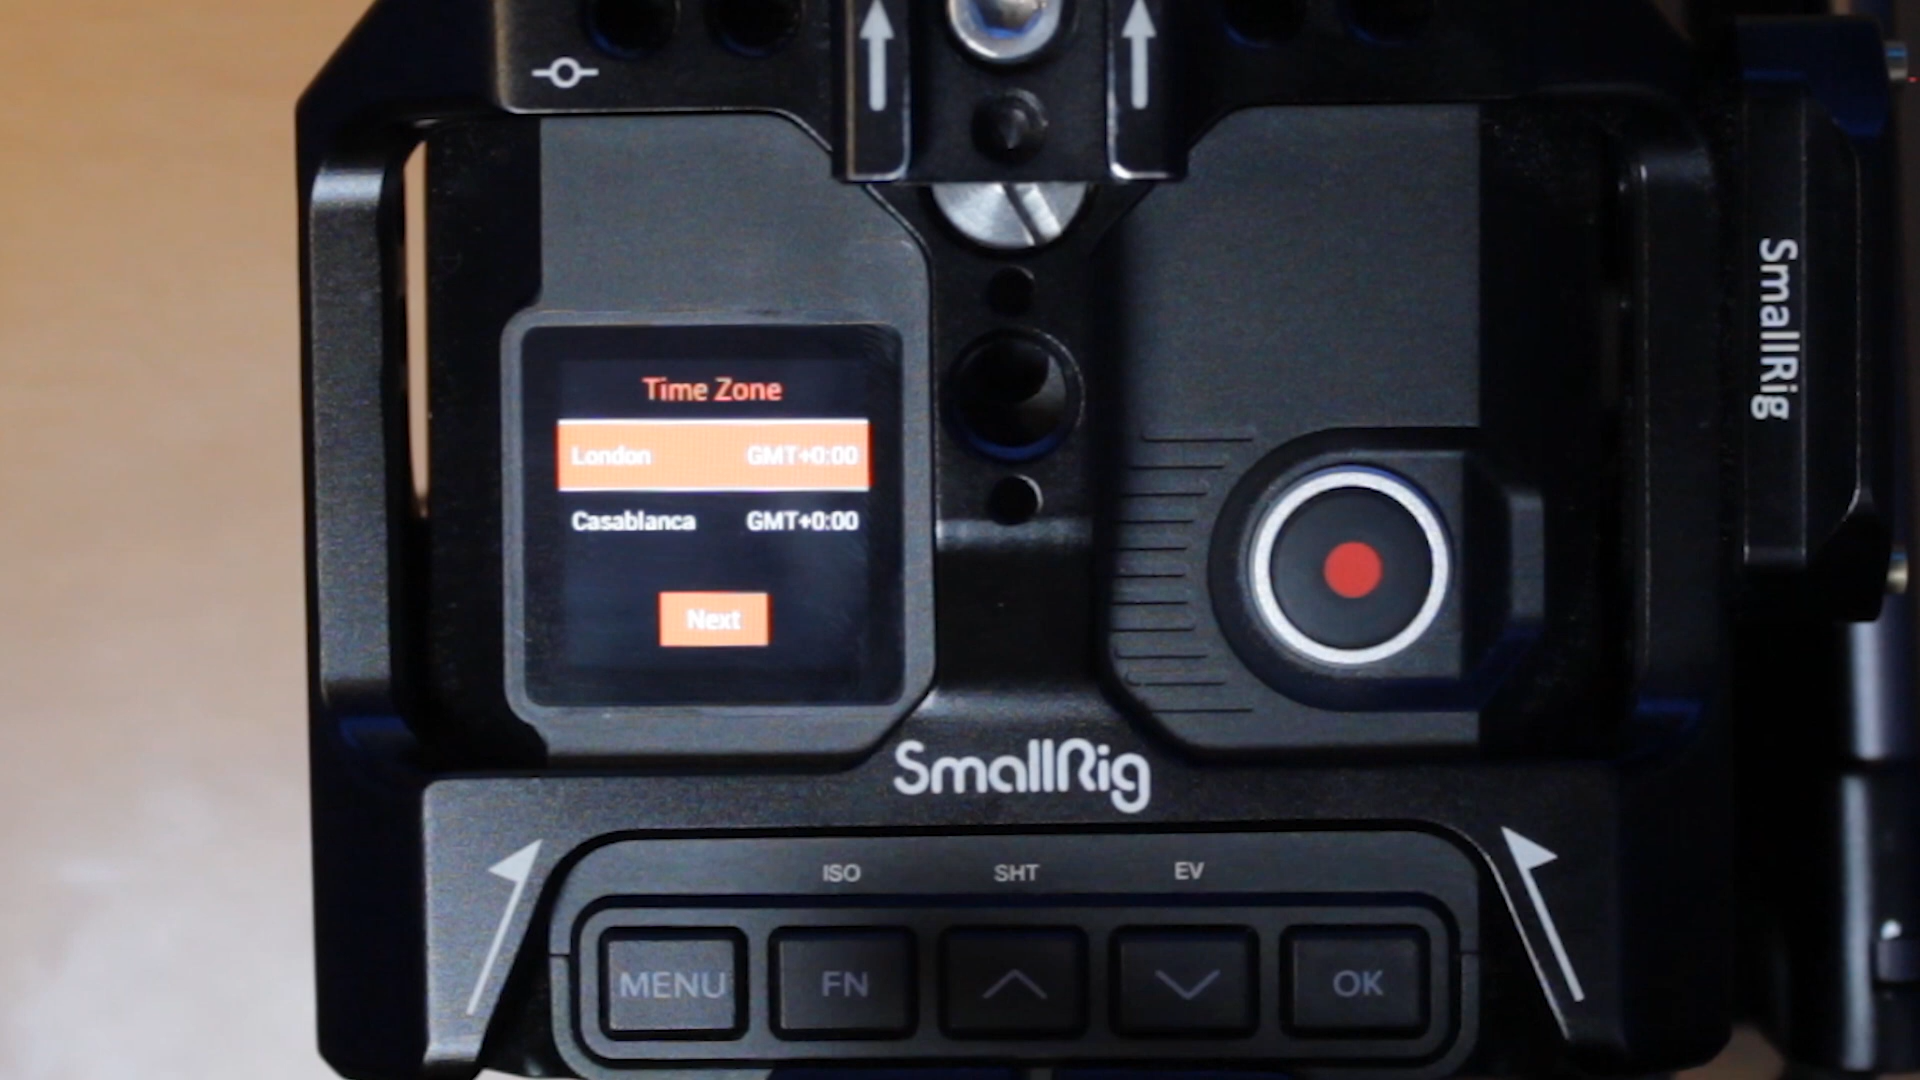 Time Zone
London GMT+0:00
Casablanca GMT+0:00
Next
SmallRig
SmallRig
ISO SHT EV
MENU FN OK